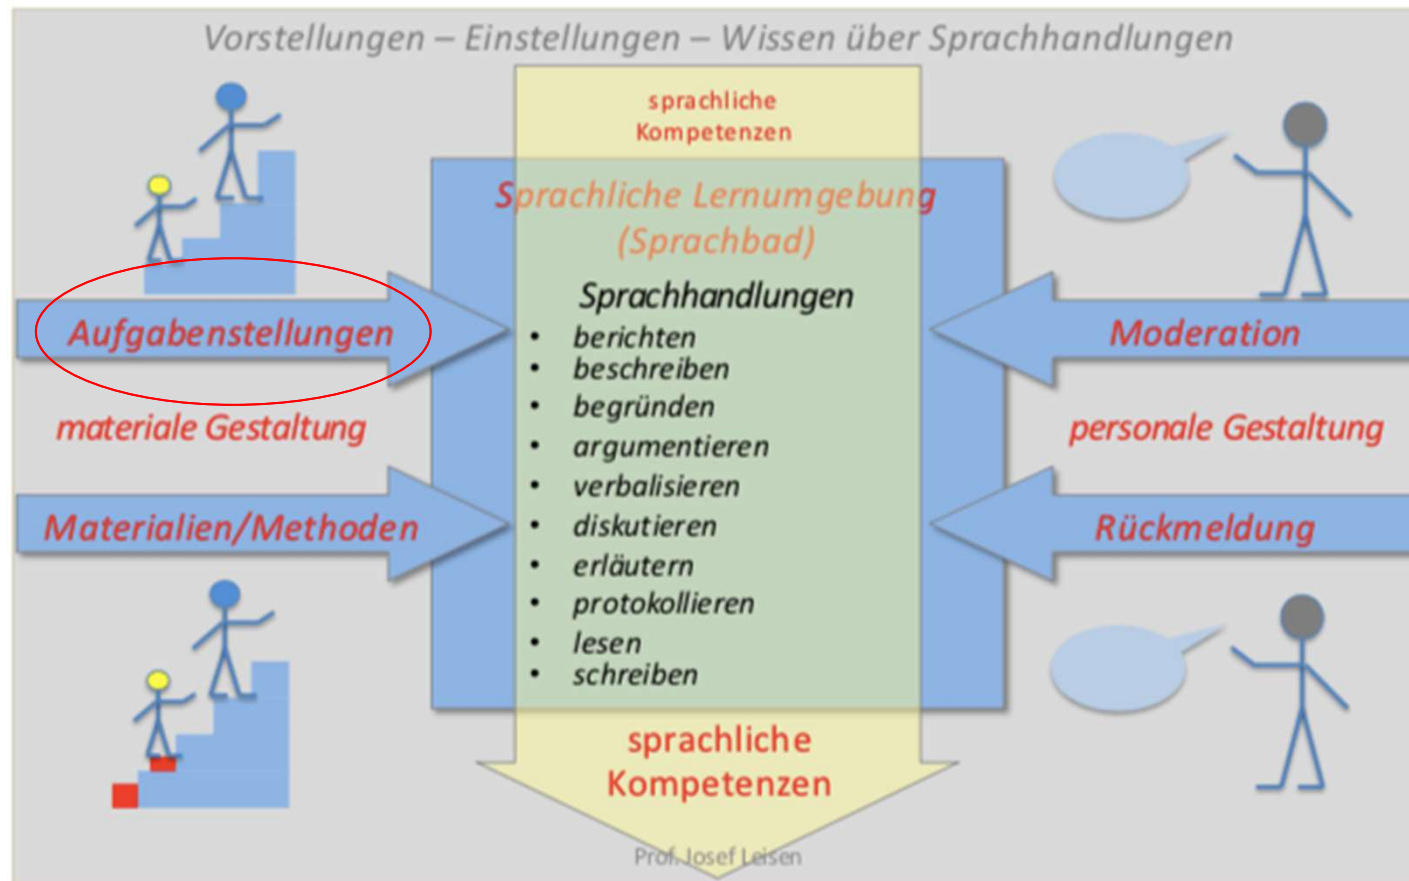 Vorstellungen – Einstellungen – Wissen über Sprachhandlungen
sprachliche
Kompetenzen
Sprachliche Lernumgebung
(Sprachbad)
Sprachhandlungen
• berichten
• beschreiben
• begründen
• argumentieren
• verbalisieren
• diskutieren
• erläutern
• protokollieren
• lesen
• schreiben
Aufgabenstellungen
materiale Gestaltung
Materialien/Methoden
Moderation
personale Gestaltung
Rückmeldung
sprachliche
Kompetenzen
Prof. Josef Leisen